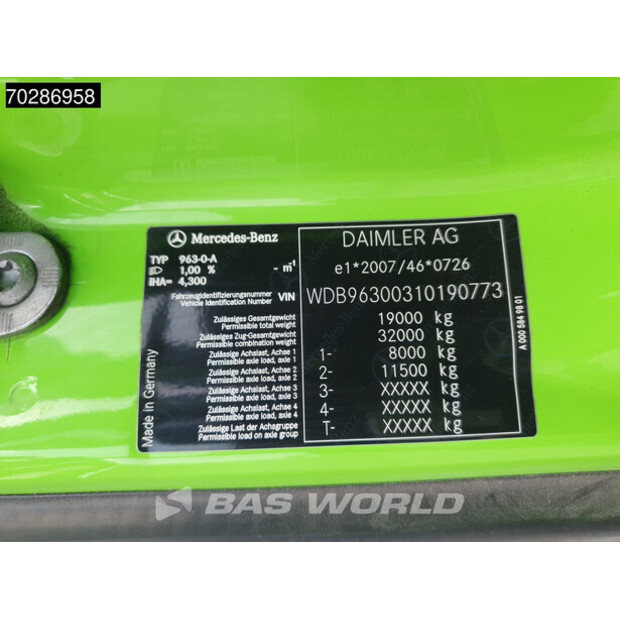 70286958
Mercedes-Benz
DAIMLER AG
TYP 963-0-A
1,00 % - m¹
iHA= 4,300
e1*2007/46*0726
Fahrzeugidentifizierungsnummer
Vehicle Identification Number VIN WDB96300310190773
Zulässiges Gesamtgewicht
Permissible total weight 19000 kg
Zulässiges Zug-Gesamtgewicht
Permissible combination weight 32000 kg
Zulässige Achslast, Achse 1
Permissible axle load, axle 1 1- 8000 kg
Zulässige Achslast, Achse 2
Permissible axle load, axle 2 2- 11500 kg
Zulässige Achslast, Achse 3
Permissible axle load, axle 3 3- XXXXX kg
Zulässige Achslast, Achse 4
Permissible axle load, axle 4 4- XXXXX kg
Zulässige Last der Achsgruppe
Permissible load on axle group T- XXXXX kg
Made in Germany
A 000 584 98 01
BAS WORLD